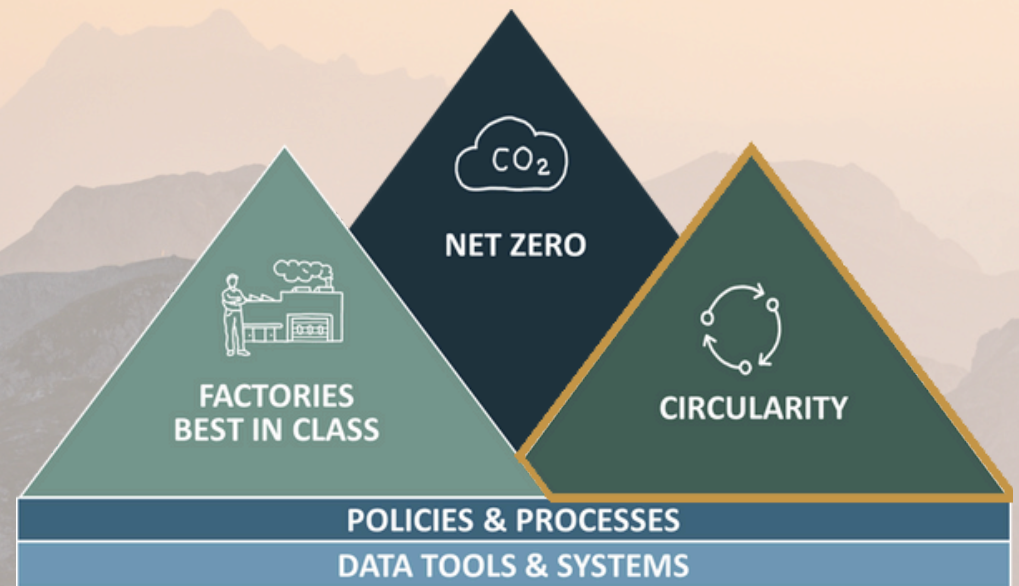 CO₂
NET ZERO
FACTORIES
BEST IN CLASS
CIRCULARITY
POLICIES & PROCESSES
DATA TOOLS & SYSTEMS